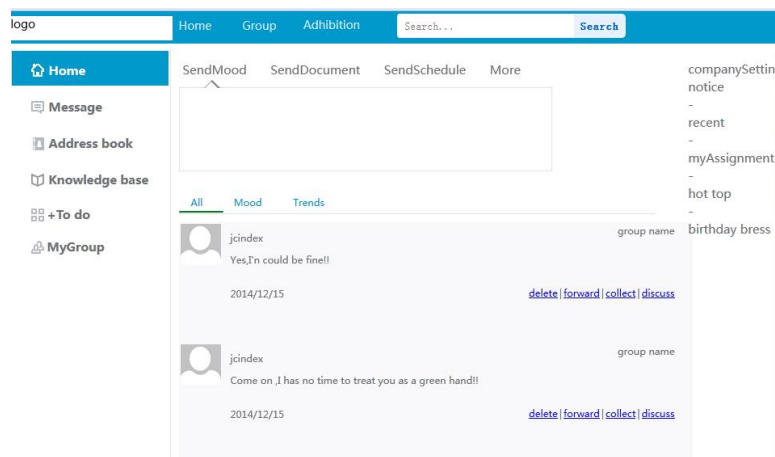 logo
Home Group Adhibition Search... Search
Home
Message
Address book
Knowledge base
+To do
MyGroup
SendMood SendDocument SendSchedule More
All Mood Trends
jcindex group name
Yes,I'n could be fine!!
2014/12/15 delete|forward|collect|discuss
jcindex group name
Come on ,I has no time to treat you as a green hand!!
2014/12/15 delete|forward|collect|discuss
companySettin
notice
-
recent
-
myAssignment
-
hot top
-
birthday bress